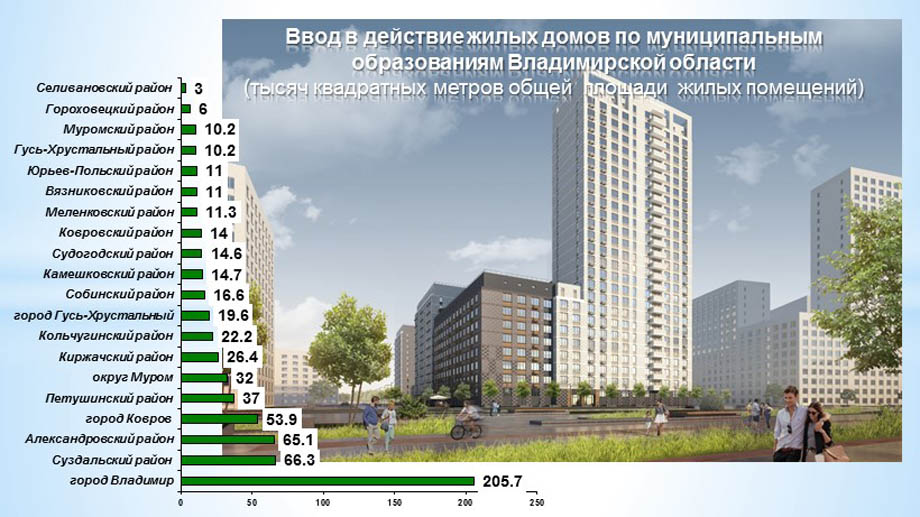 Ввод в действие жилых домов по муниципальным
образованиям Владимирской области
(тысяч квадратных метров общей площади жилых помещений)
Селивановский район 3
Гороховецкий район 6
Муромский район 10.2
Гусь-Хрустальный район 10.2
Юрьев-Польский район 11
Вязниковский район 11
Меленковский район 11.3
Ковровский район 14
Судогодский район 14.6
Камешковский район 14.7
Собинский район 16.6
город Гусь-Хрустальный 19.6
Кольчугинский район 22.2
Киржачский район 26.4
округ Муром 32
Петушинский район 37
город Ковров 53.9
Александровский район 65.1
Суздальский район 66.3
город Владимир 205.7
0 50 100 150 200 250